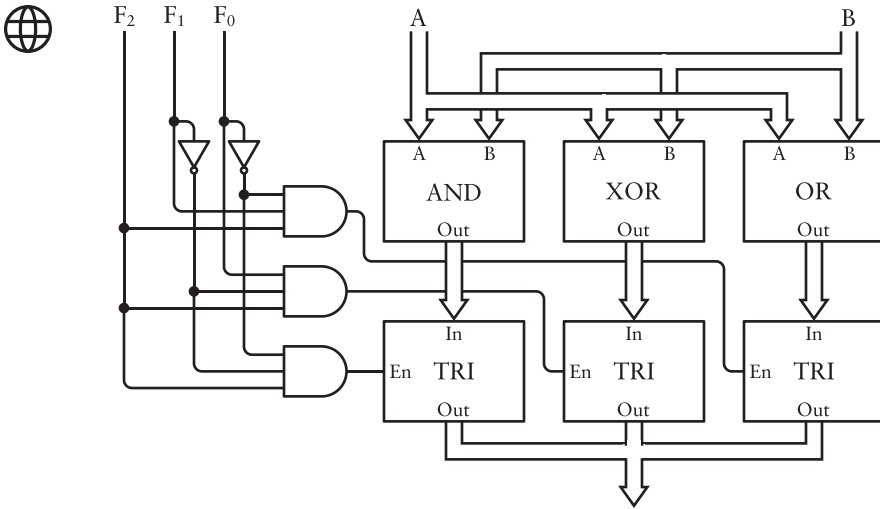 F₂ F₁ F₀ A B
A B A B A B
AND XOR OR
Out Out Out
In In In
En TRI En TRI En TRI
Out Out Out